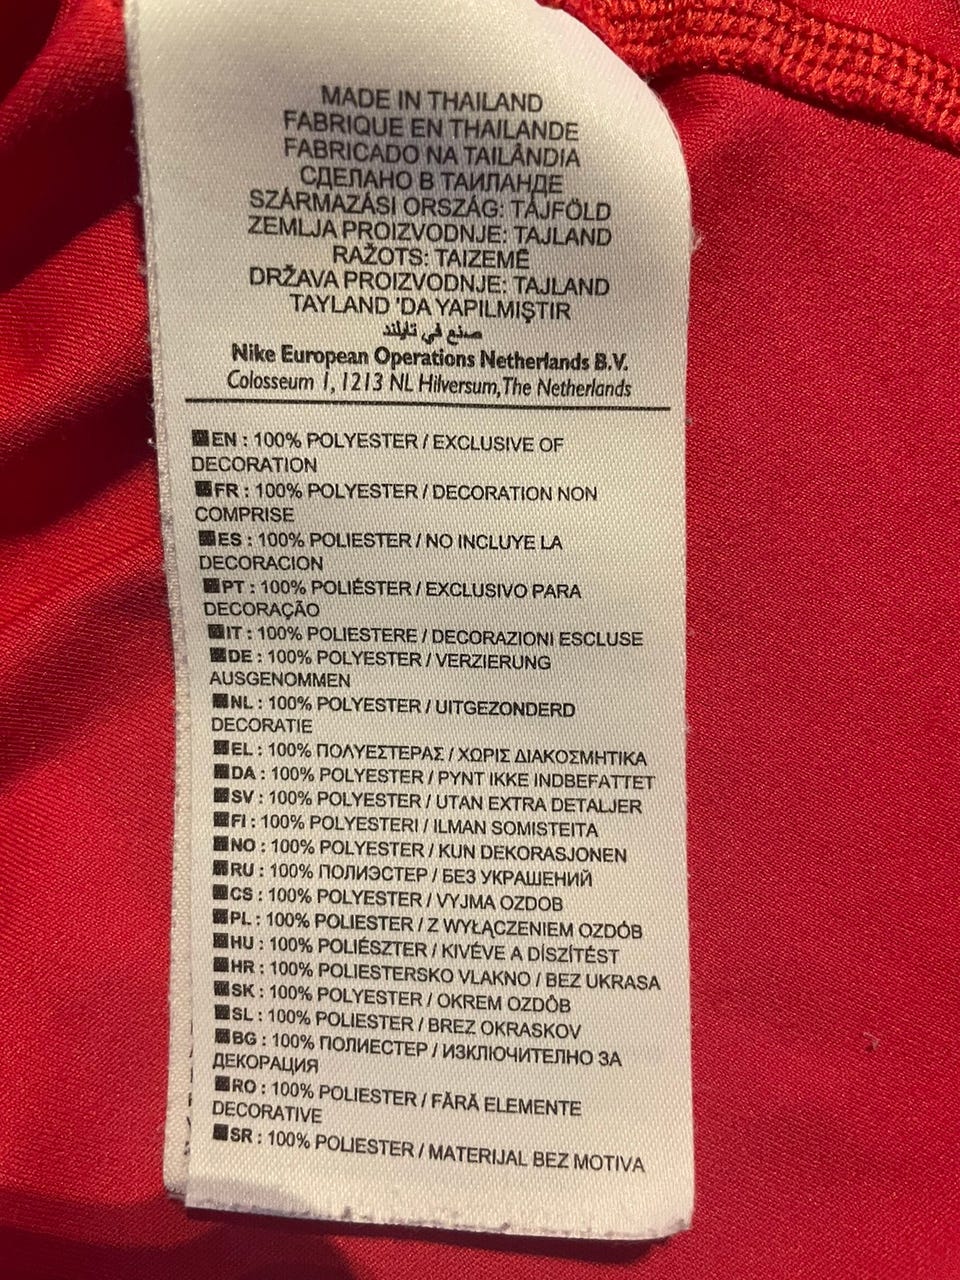 MADE IN THAILAND
FABRIQUE EN THAILANDE
FABRICADO NA TAILÂNDIA
СДЕЛАНО В ТАИЛАНДЕ
SZÁRMAZÁSI ORSZÁG: TÁJFÖLD
ZEMLJA PROIZVODNJE: TAJLAND
RAŽOTS: TAIZEMĒ
DRŽAVA PROIZVODNJE: TAJLAND
TAYLAND 'DA YAPILMIŞTIR
صنع في تايلند
Nike European Operations Netherlands B.V.
Colosseum 1, 1213 NL Hilversum, The Netherlands
EN : 100% POLYESTER / EXCLUSIVE OF
DECORATION
FR : 100% POLYESTER / DECORATION NON
COMPRISE
ES : 100% POLIESTER / NO INCLUYE LA
DECORACION
PT : 100% POLIÉSTER / EXCLUSIVO PARA
DECORAÇÃO
IT : 100% POLIESTERE / DECORAZIONI ESCLUSE
DE : 100% POLYESTER / VERZIERUNG
AUSGENOMMEN
NL : 100% POLYESTER / UITGEZONDERD
DECORATIE
EL : 100% ΠΟΛΥΕΣΤΕΡΑΣ / ΧΩΡΙΣ ΔΙΑΚΟΣΜΗΤΙΚΑ
DA : 100% POLYESTER / PYNT IKKE INDBEFATTET
SV : 100% POLYESTER / UTAN EXTRA DETALJER
FI : 100% POLYESTERI / ILMAN SOMISTEITA
NO : 100% POLYESTER / KUN DEKORASJONEN
RU : 100% ПОЛИЭСТЕР / БЕЗ УКРАШЕНИЙ
CS : 100% POLYESTER / VYJMA OZDOB
PL : 100% POLIESTER / Z WYŁĄCZENIEM OZDÓB
HU : 100% POLIÉSZTER / KIVÉVE A DÍSZÍTÉST
HR : 100% POLIESTERSKO VLAKNO / BEZ UKRASA
SK : 100% POLYESTER / OKREM OZDÔB
SL : 100% POLIESTER / BREZ OKRASKOV
BG : 100% ПОЛИЕСТЕР / ИЗКЛЮЧИТЕЛНО ЗА
ДЕКОРАЦИЯ
RO : 100% POLIESTER / FĂRĂ ELEMENTE
DECORATIVE
SR : 100% POLIESTER / MATERIJAL BEZ MOTIVA